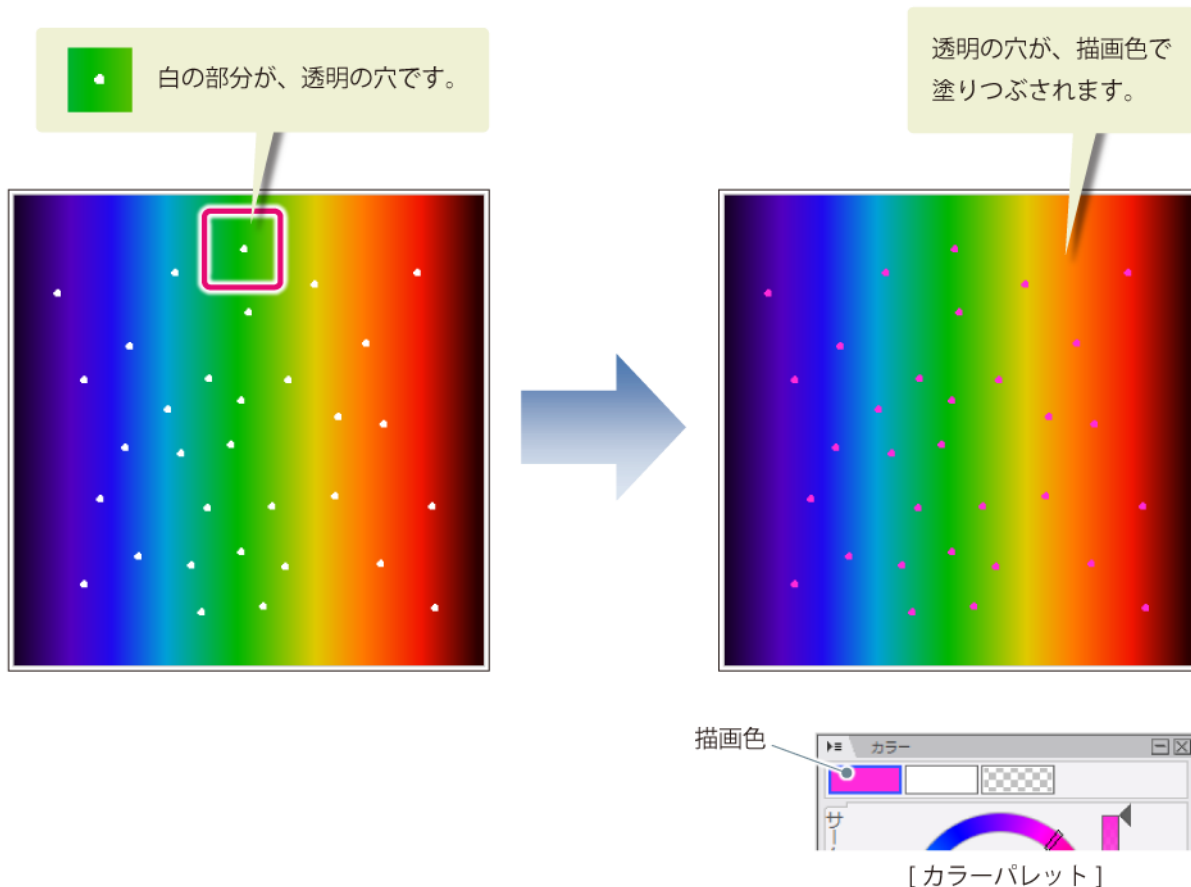 白の部分が、透明の穴です。
透明の穴が、描画色で
塗りつぶされます。
描画色
カラー
[カラーパレット]